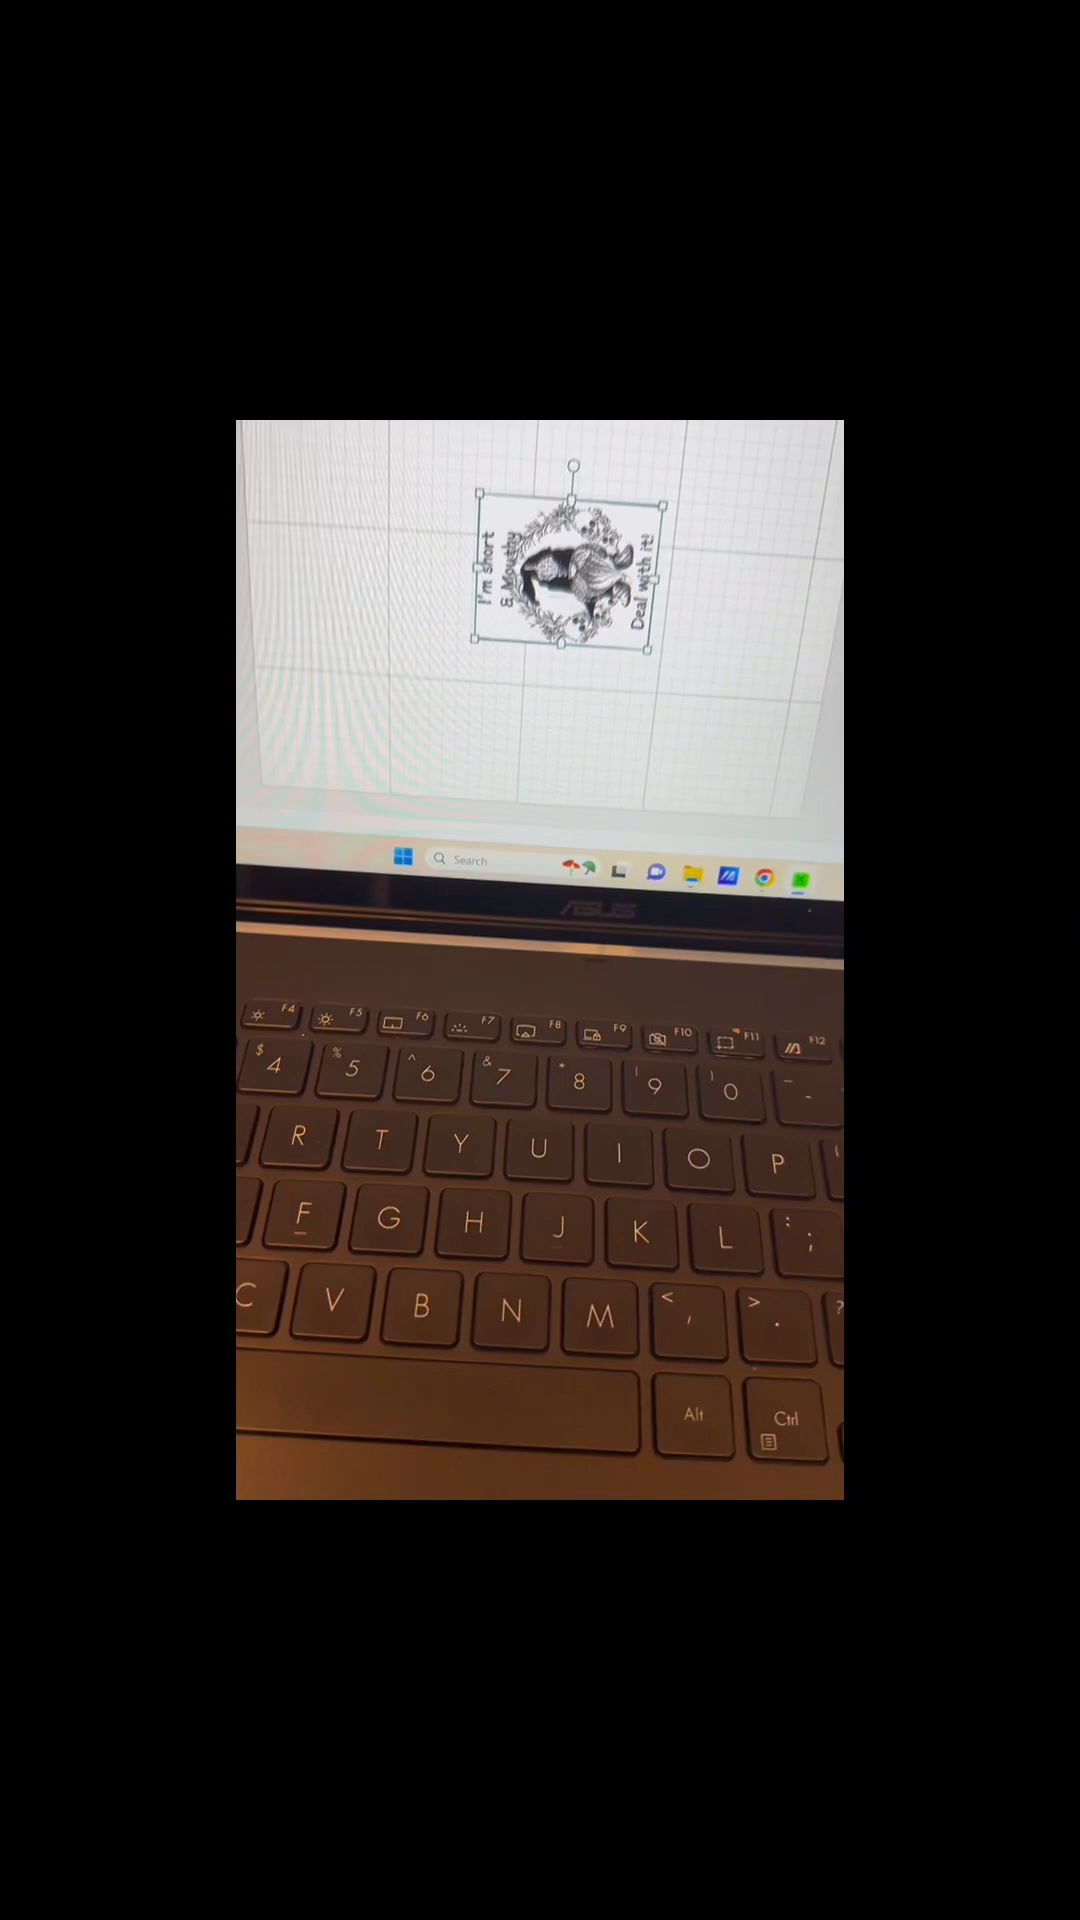 I'm short
& Mouthy
Deal with it!
Search
ASUS
F4 F5 F6 F7 F8 F9 F10 F11 F12
$ 4 % 5 ^ 6 & 7 * 8 ( 9 ) 0 _ -
R T Y U I O P
F G H J K L : ;
C V B N M < , > . ?
Alt Ctrl